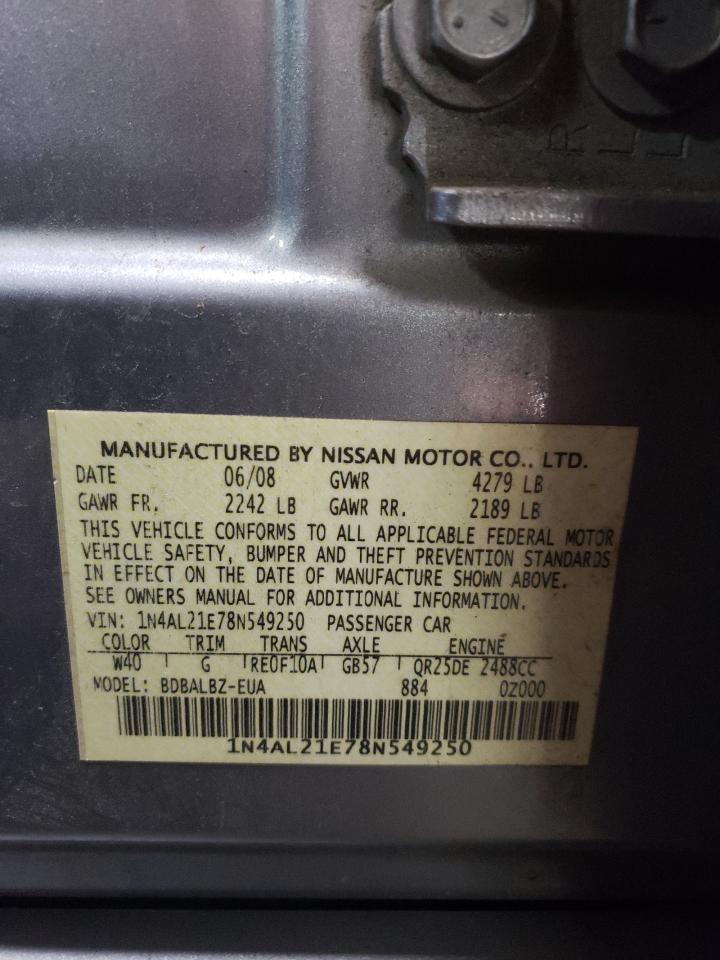 R
L
L
MANUFACTURED BY NISSAN MOTOR CO., LTD.
DATE 06/08 GVWR 4279 LB
GAWR FR. 2242 LB GAWR RR. 2189 LB
THIS VEHICLE CONFORMS TO ALL APPLICABLE FEDERAL MOTOR
VEHICLE SAFETY, BUMPER AND THEFT PREVENTION STANDARDS
IN EFFECT ON THE DATE OF MANUFACTURE SHOWN ABOVE.
SEE OWNERS MANUAL FOR ADDITIONAL INFORMATION.
VIN: 1N4AL21E78N549250 PASSENGER CAR
COLOR TRIM TRANS AXLE ENGINE
W40 G RE0F10A GB57 QR25DE 2488CC
MODEL: BDBALBZ-EUA 884 0Z000
1N4AL21E78N549250